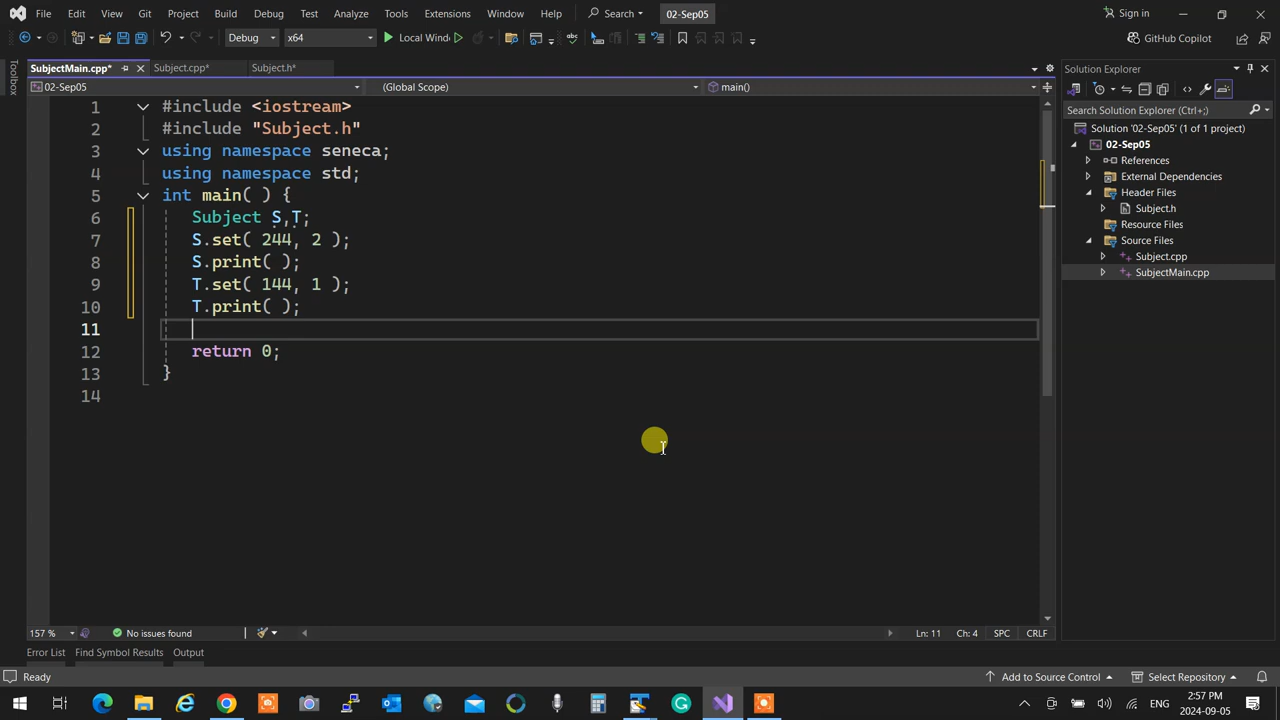 File Edit View Git Project Build Debug Test Analyze Tools Extensions Window Help Search 02-Sep05 Sign in
Debug x64 Local Wind GitHub Copilot
Toolbox
SubjectMain.cpp* Subject.cpp* Subject.h*
02-Sep05 (Global Scope) main()
1 #include <iostream>
2 #include "Subject.h"
3 using namespace seneca;
4 using namespace std;
5 int main( ) {
6 Subject S,T;
7 S.set( 244, 2 );
8 S.print( );
9 T.set( 144, 1 );
10 T.print( );
11
12 return 0;
13 }
14
Solution Explorer
Search Solution Explorer (Ctrl+;)
Solution '02-Sep05' (1 of 1 project)
02-Sep05
References
External Dependencies
Header Files
Subject.h
Resource Files
Source Files
Subject.cpp
SubjectMain.cpp
157 % No issues found Ln: 11 Ch: 4 SPC CRLF
Error List Find Symbol Results Output
Ready Add to Source Control Select Repository
ENG 2:57 PM
2024-09-05